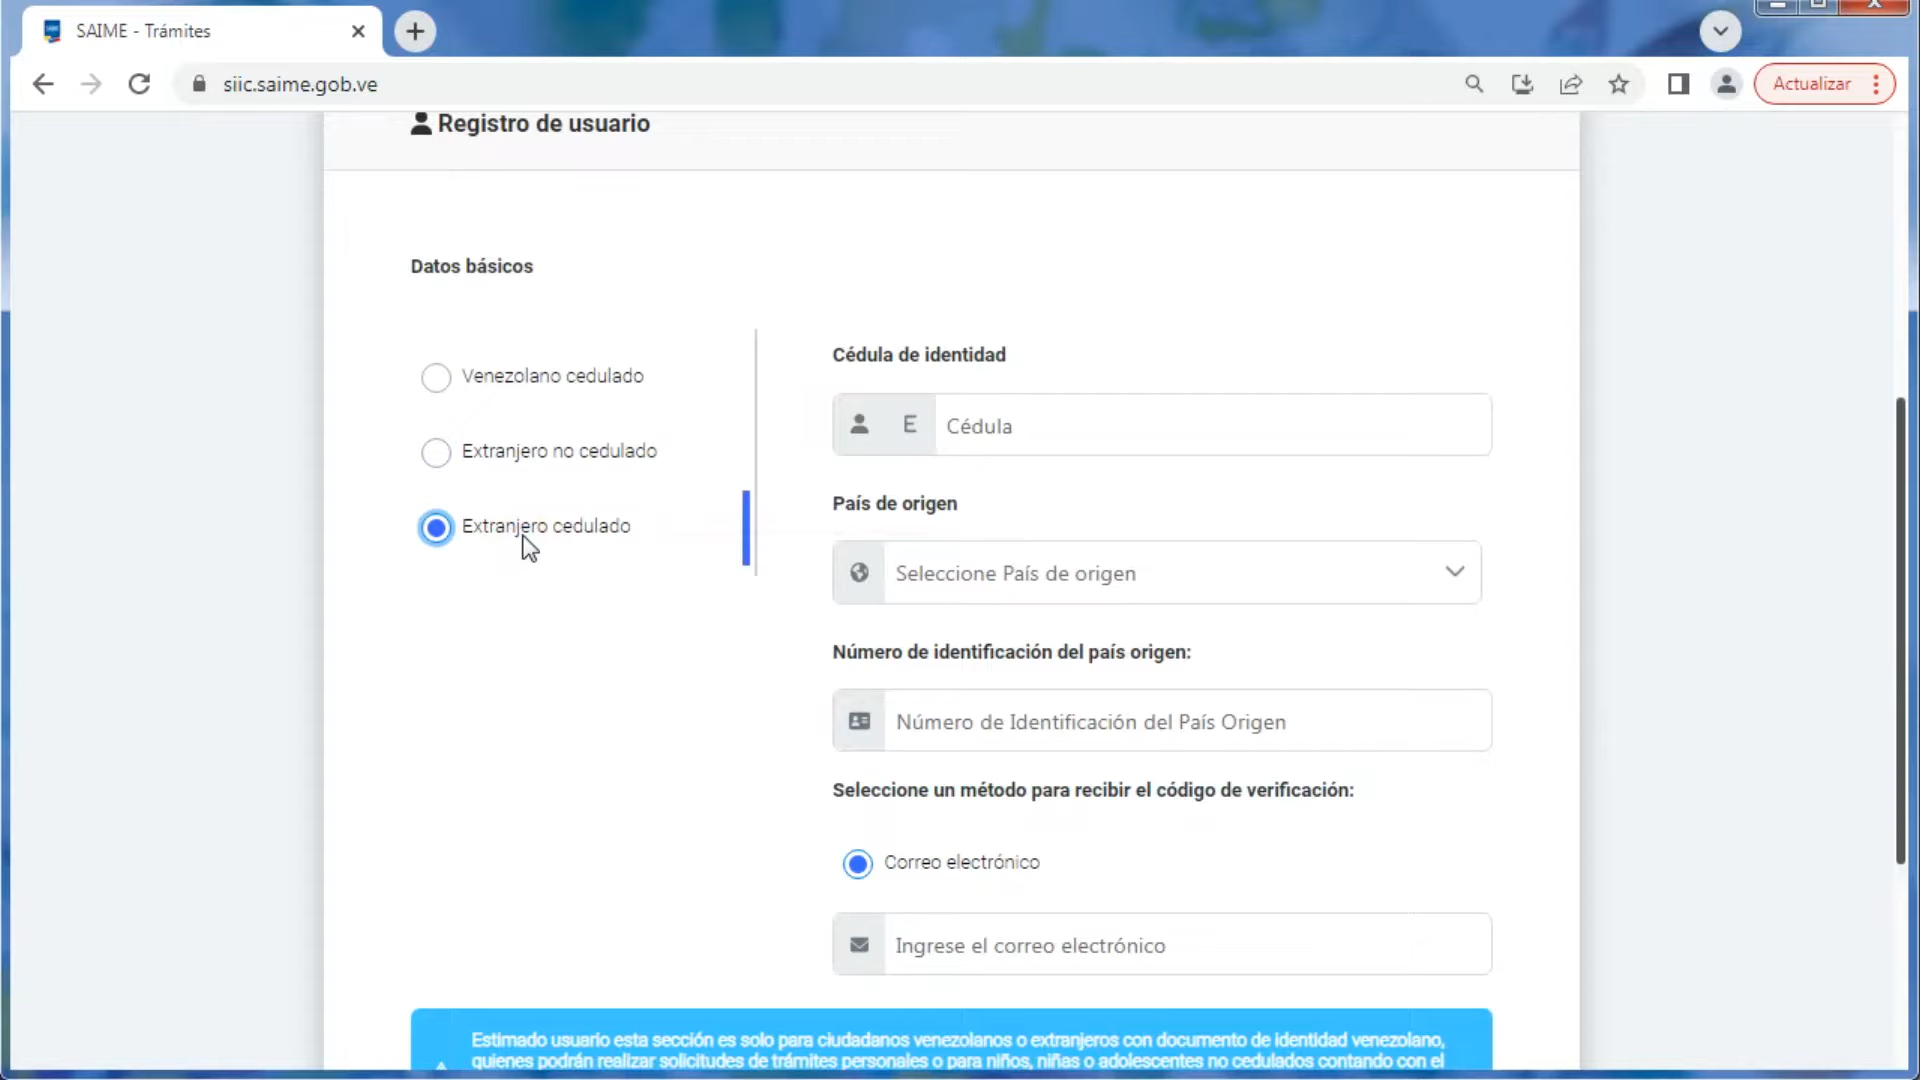 SAIME - Trámites
siic.saime.gob.ve
Actualizar
Registro de usuario
Datos básicos
Venezolano cedulado
Extranjero no cedulado
Extranjero cedulado
Cédula de identidad
E Cédula
País de origen
Seleccione País de origen
Número de identificación del país origen:
Número de Identificación del País Origen
Seleccione un método para recibir el código de verificación:
Correo electrónico
Ingrese el correo electrónico
Estimado usuario esta sección es solo para ciudadanos venezolanos o extranjeros con documento de identidad venezolano,
quienes podrán realizar solicitudes de trámites personales o para niños, niñas o adolescentes no cedulados contando con el